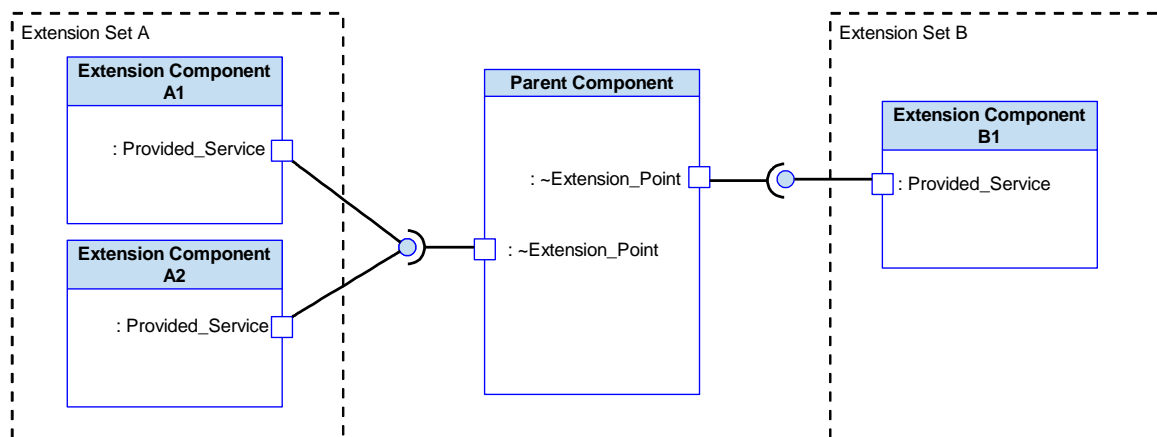 Extension Set A
Extension Component
A1
: Provided_Service
Extension Component
A2
: Provided_Service
Parent Component
: ~Extension_Point
: ~Extension_Point
Extension Set B
Extension Component
B1
: Provided_Service